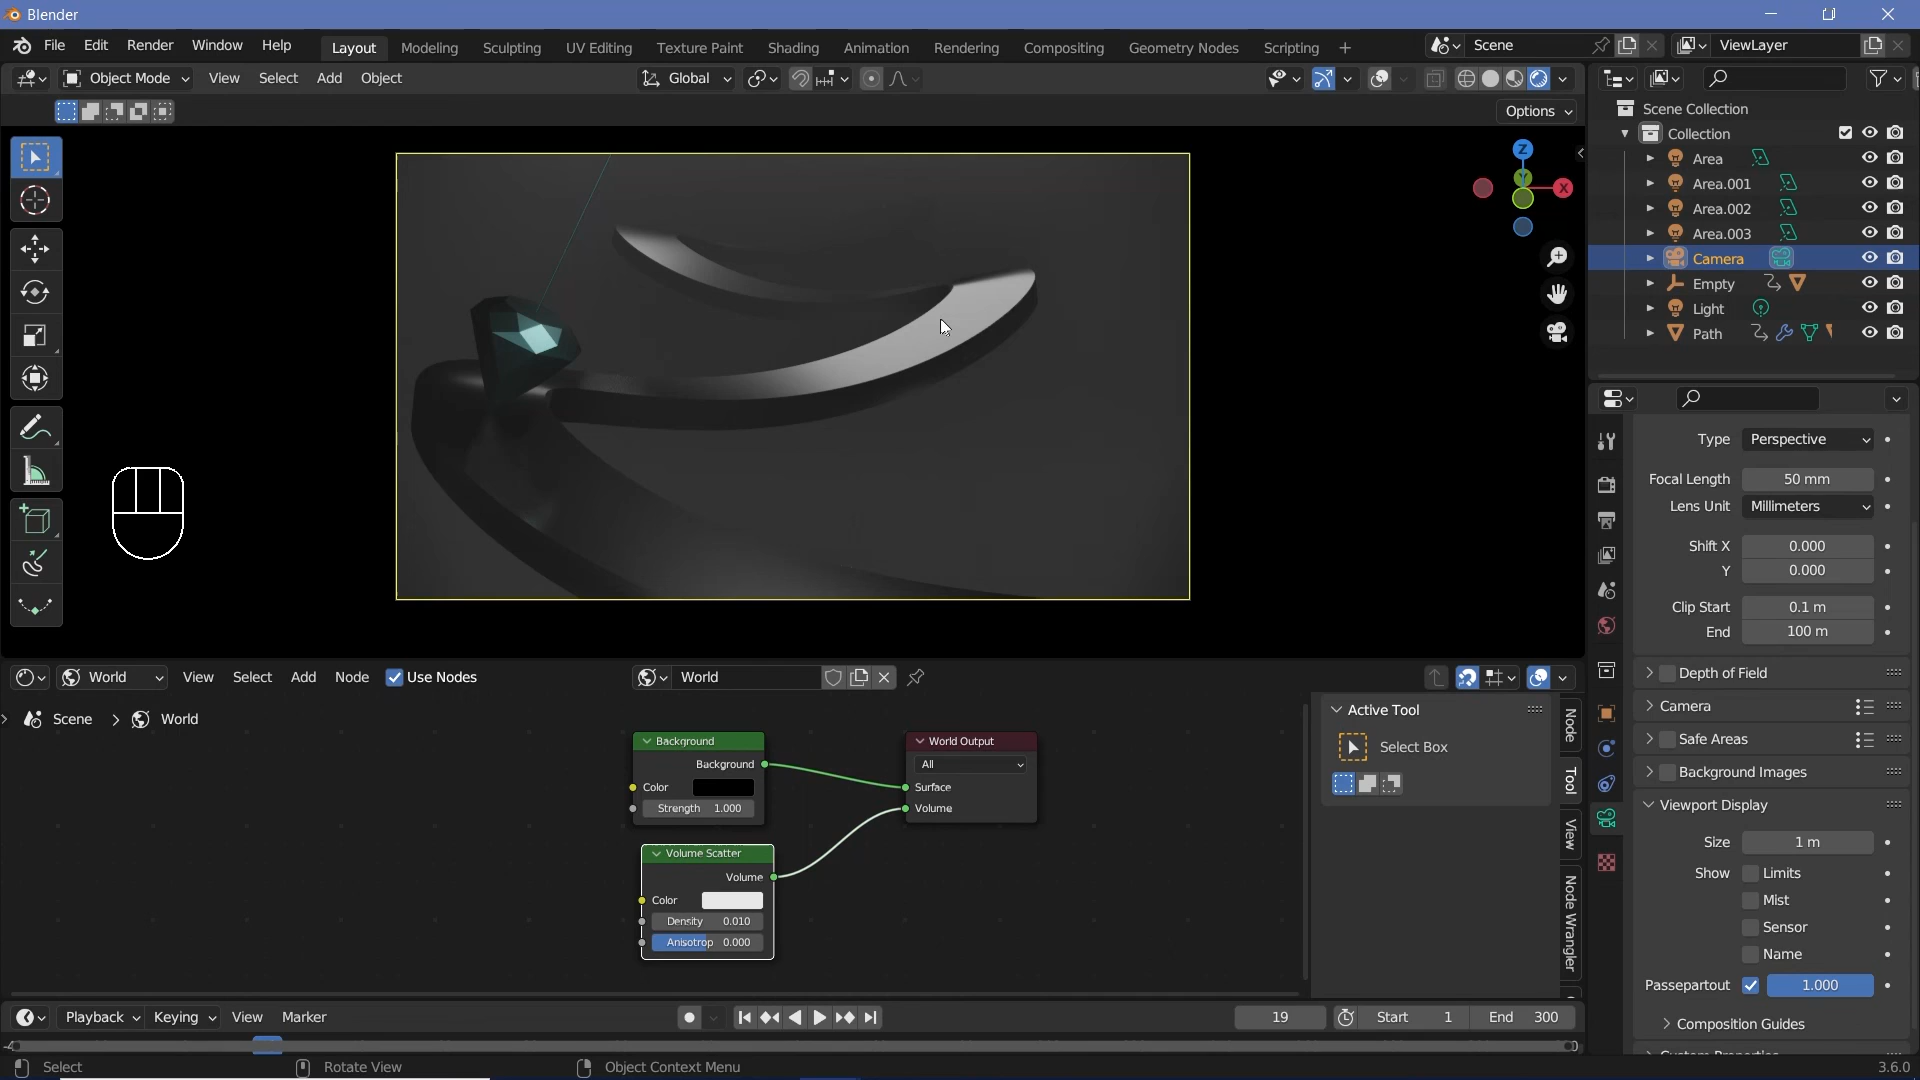 Blender
File Edit Render Window Help Layout Modeling Sculpting UV Editing Texture Paint Shading Animation Rendering Compositing Geometry Nodes Scripting + Scene ViewLayer
Object Mode View Select Add Object Global
Options
Z
X
Scene Collection
Collection
Area
Area.001
Area.002
Area.003
Camera
Empty
Light
Path
Type Perspective
Focal Length 50 mm
Lens Unit Millimeters
Shift X 0.000
Y 0.000
Clip Start 0.1 m
End 100 m
Depth of Field
Camera
Safe Areas
Background Images
Viewport Display
Size 1 m
Show Limits
Mist
Sensor
Name
Passepartout 1.000
Composition Guides
World View Select Add Node Use Nodes World
Scene > World
Background
Background
Color
Strength 1.000
World Output
All
Surface
Volume
Volume Scatter
Volume
Color
Density 0.010
Anisotrop 0.000
Active Tool
Select Box
Node
Tool
View
Node Wrangler
Playback Keying View Marker 19 Start 1 End 300
Select Rotate View Object Context Menu 3.6.0